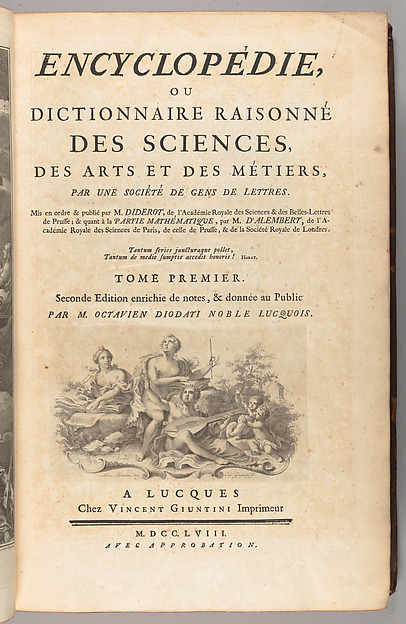 ENCYCLOPÉDIE,
OU
DICTIONNAIRE RAISONNÉ
DES SCIENCES,
DES ARTS ET DES MÉTIERS,
PAR UNE SOCIÉTÉ DE GENS DE LETTRES.
Mis en ordre & publié par M. DIDEROT, de l'Académie Royale des Sciences & des Belles-Lettres
de Prusse; & quant à la PARTIE MATHÉMATIQUE, par M. D'ALEMBERT, de l'A-
cadémie Royale des Sciences de Paris, de celle de Prusse, & de la Société Royale de Londres.
Tantum series juncturaque pollet,
Tantum de medio sumptis accedit honoris! HORAT.
TOME PREMIER.
Seconde Edition enrichie de notes, & donnée au Public
PAR M. OCTAVIEN DIODATI NOBLE LUCQUOIS.
A LUCQUES
Chez VINCENT GIUNTINI Imprimeur
M. DCC. LVIII.
AVEC APPROBATION.